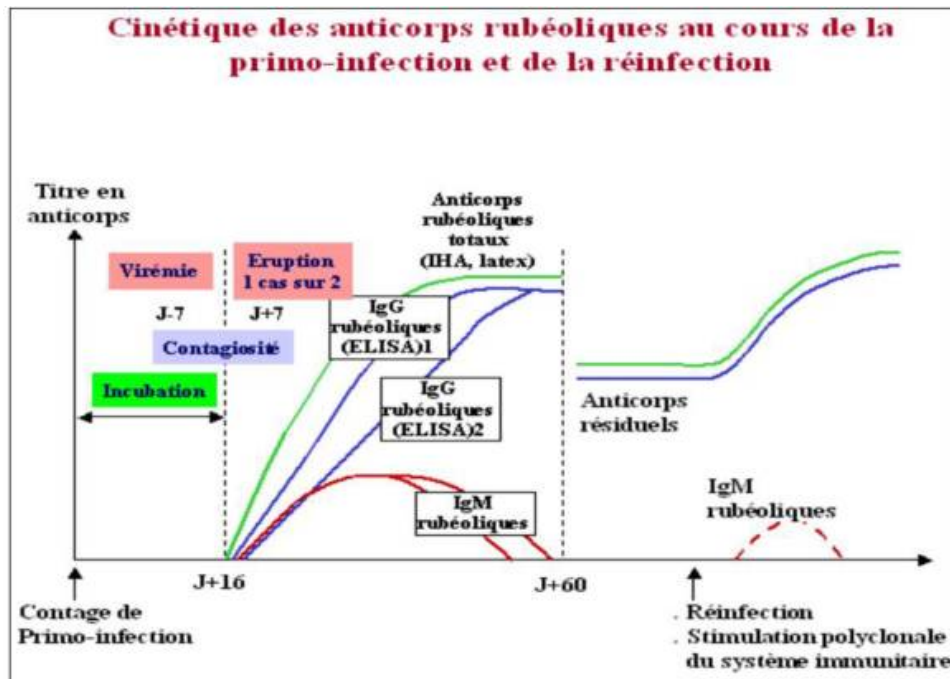 Cinétique des anticorps rubéoliques au cours de la
primo-infection et de la réinfection
Titre en
anticorps
Virémie
Eruption
1 cas sur 2
Anticorps
rubéoliques
totaux
(IHA, latex)
J-7
J+7
Contagiosité
Incubation
IgG
rubéoliques
(ELISA)1
IgG
rubéoliques
(ELISA)2
IgM
rubéoliques
Anticorps
résiduels
IgM
rubéoliques
J+16
J+60
Contage de
Primo-infection
. Réinfection
. Stimulation polyclonale
du système immunitaire